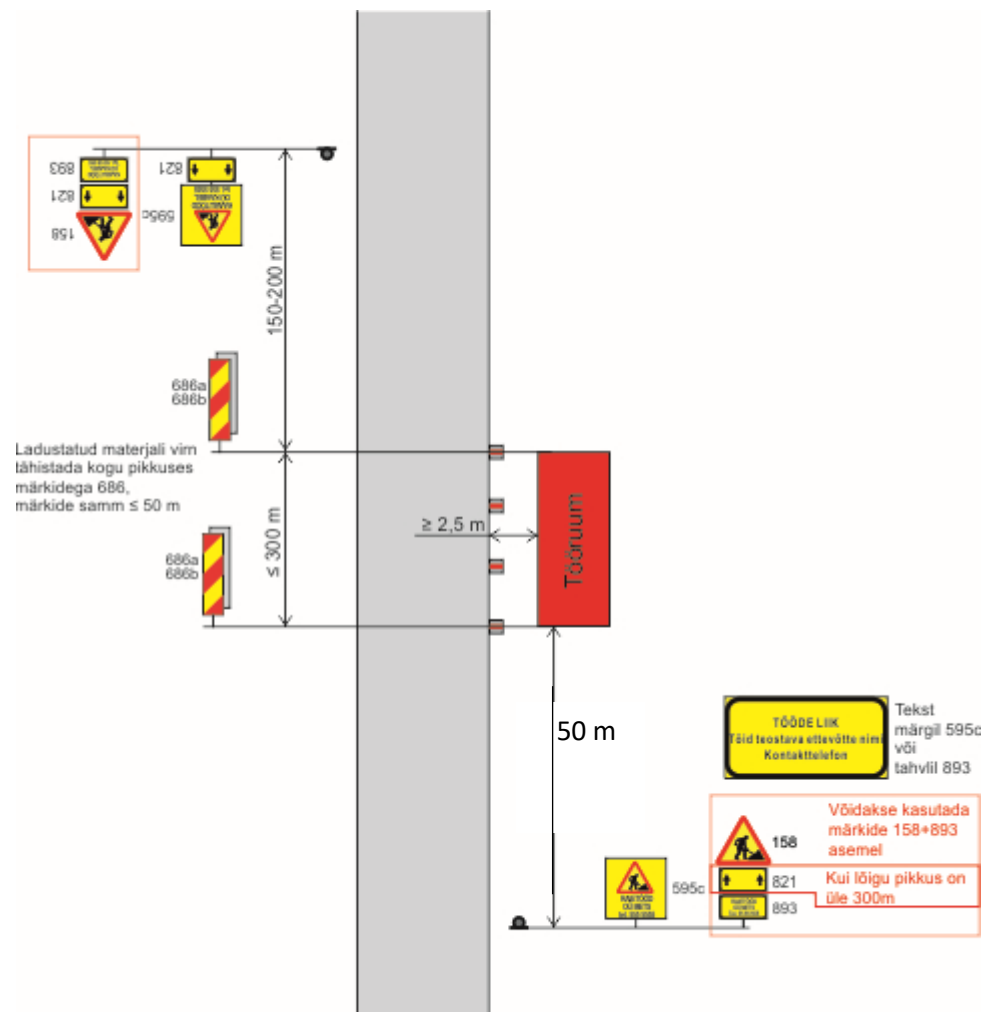 893
821
158
821
595c
150-200 m
686a
686b
Ladustatud materjali virn
tähistada kogu pikkuses
märkidega 686,
märkide samm ≤ 50 m
≤ 300 m
686a
686b
≥ 2,5 m
Tööruum
50 m
TÖÖDE LIIK
Töid teostava ettevõtte nimi
Kontakttelefon
Tekst
märgil 595c
või
tahvlil 893
Võidakse kasutada
märkide 158+893
asemel
158
Kui lõigu pikkus on
üle 300m
821
893
595c